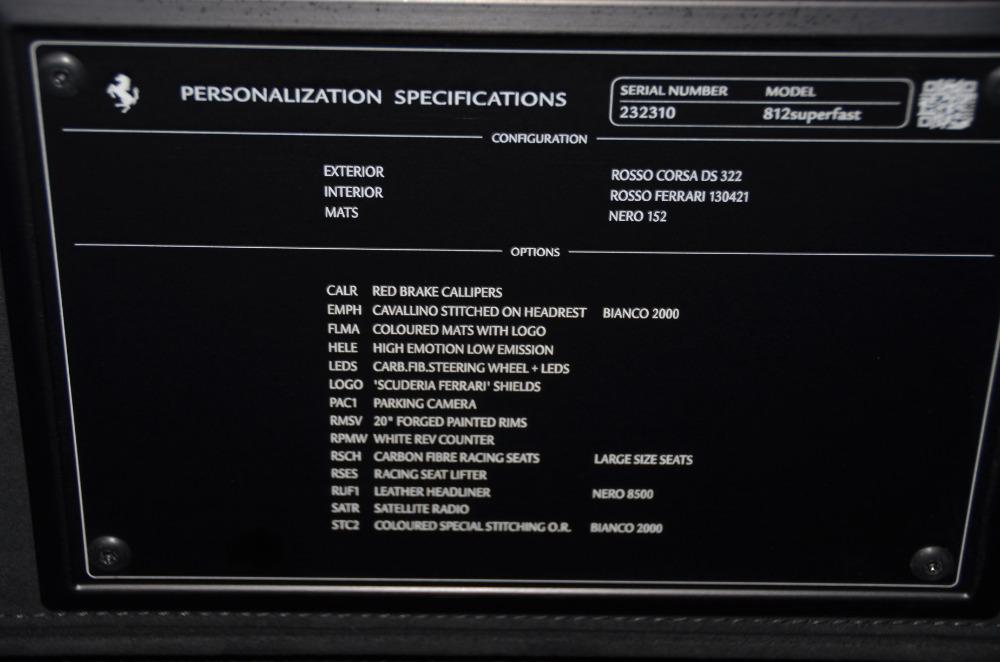 PERSONALIZATION SPECIFICATIONS
SERIAL NUMBER MODEL
232310 812superfast
CONFIGURATION
EXTERIOR ROSSO CORSA DS 322
INTERIOR ROSSO FERRARI 130421
MATS NERO 152
OPTIONS
CALR RED BRAKE CALLIPERS
EMPH CAVALLINO STITCHED ON HEADREST BIANCO 2000
FLMA COLOURED MATS WITH LOGO
HELE HIGH EMOTION LOW EMISSION
LEDS CARB.FIB.STEERING WHEEL + LEDS
LOGO 'SCUDERIA FERRARI' SHIELDS
PAC1 PARKING CAMERA
RMSV 20" FORGED PAINTED RIMS
RPMW WHITE REV COUNTER
RSCH CARBON FIBRE RACING SEATS LARGE SIZE SEATS
RSES RACING SEAT LIFTER
RUF1 LEATHER HEADLINER NERO 8500
SATR SATELLITE RADIO
STC2 COLOURED SPECIAL STITCHING O.R. BIANCO 2000